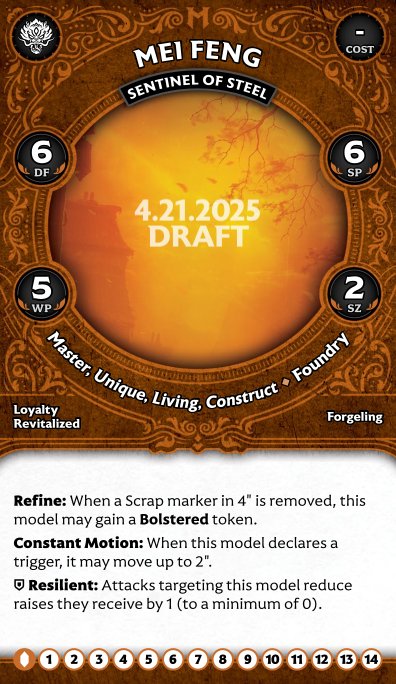 M
-
COST
MEI FENG
SENTINEL OF STEEL
6
DF
6
SP
4.21.2025
DRAFT
5
WP
2
SZ
Master, Unique, Living, Construct ♦ Foundry
Loyalty
Revitalized
Forgeling
Refine: When a Scrap marker in 4" is removed, this
model may gain a Bolstered token.
Constant Motion: When this model declares a
trigger, it may move up to 2".
Resilient: Attacks targeting this model reduce
raises they receive by 1 (to a minimum of 0).
1 2 3 4 5 6 7 8 9 10 11 12 13 14